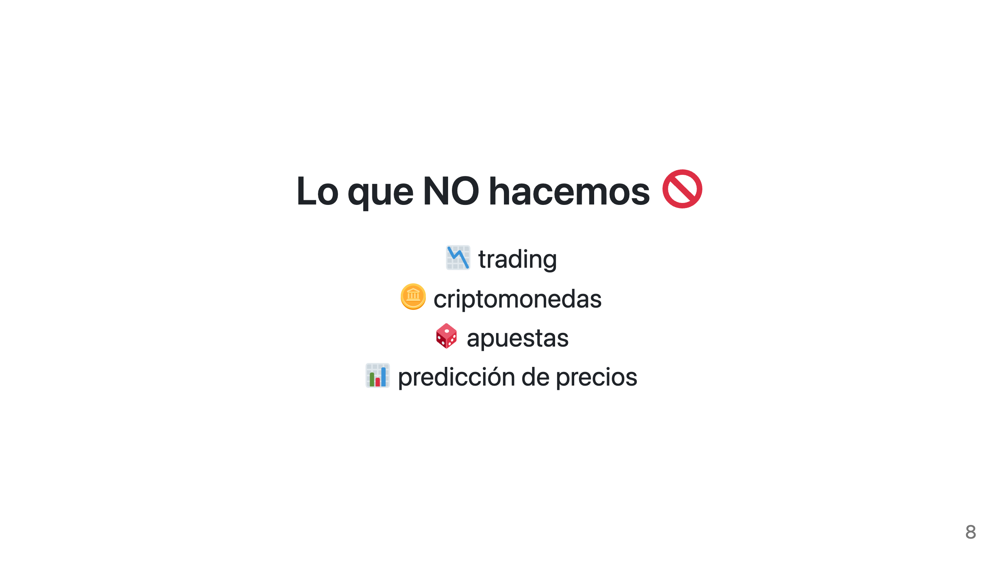 Lo que NO hacemos 🚫
📉 trading
🪙 criptomonedas
🎲 apuestas
📊 predicción de precios
8